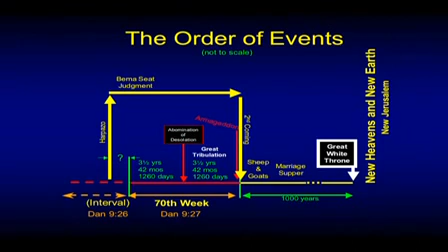 The Order of Events
(not to scale)
Bema Seat
Judgment
Harpazo
?
3½ yrs
42 mos
1260 days
Abomination of
Desolation
Great
Tribulation
3½ yrs
42 mos
1260 days
Armageddon
2nd Coming
Sheep
&
Goats
Marriage
Supper
Great
White
Throne
New Heavens and New Earth
New Jerusalem
(Interval)
Dan 9:26
70th Week
Dan 9:27
1000 years